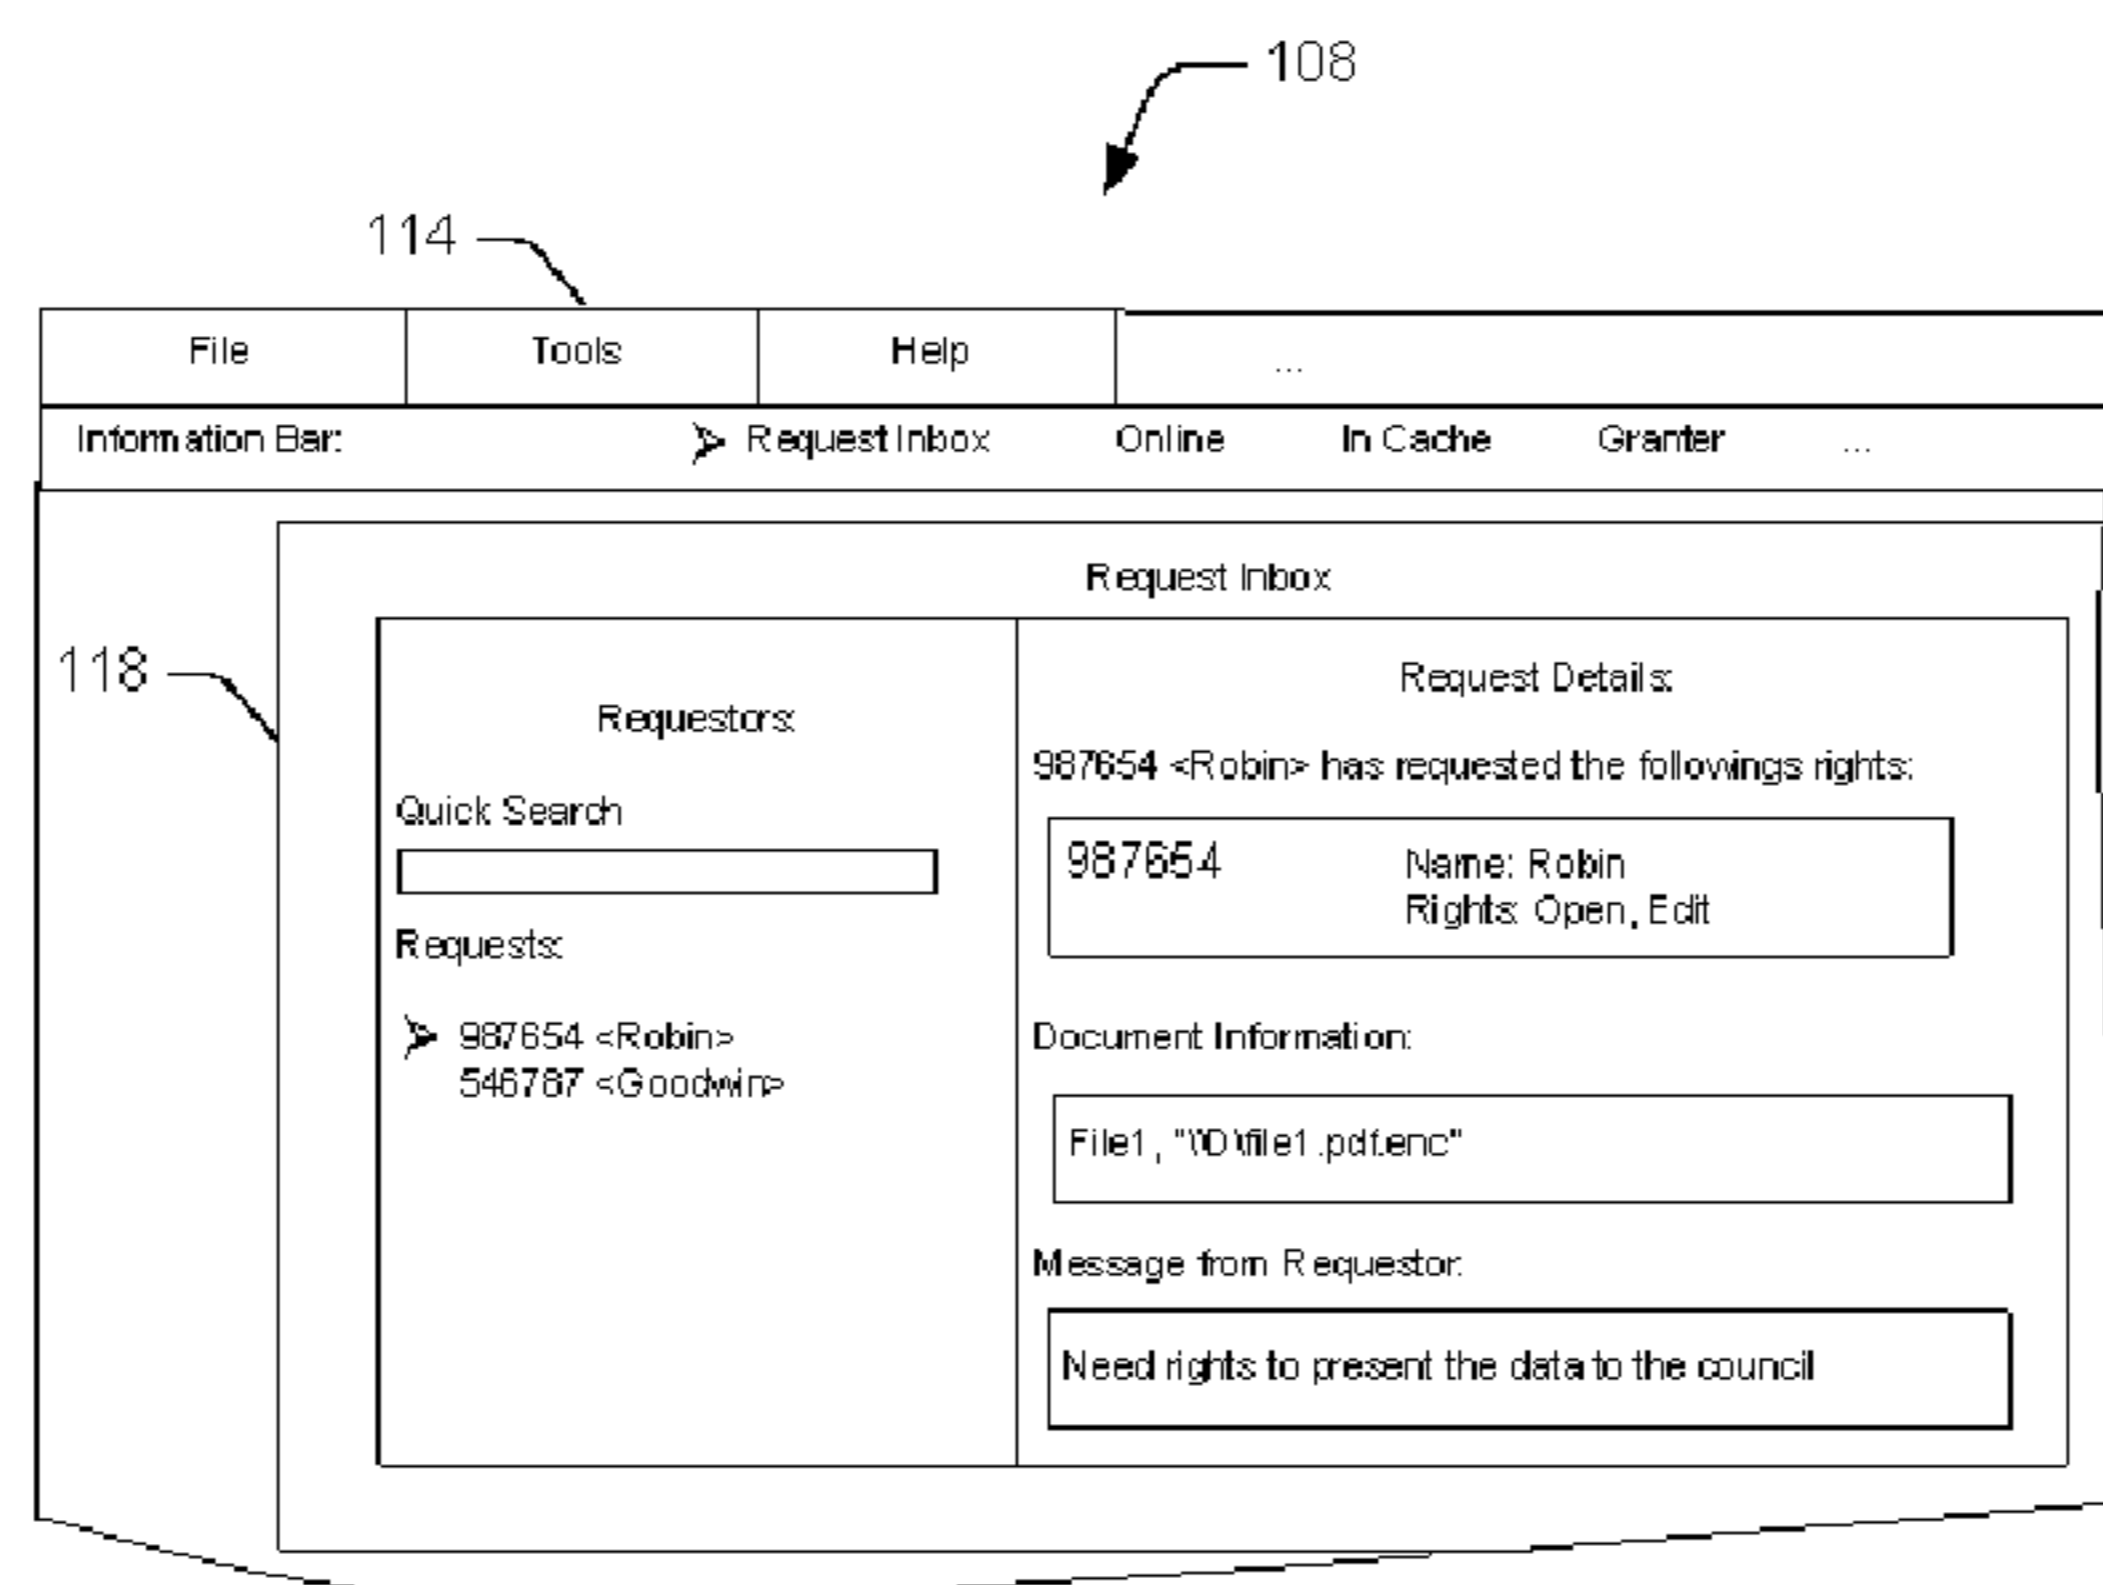 108
114
File Tools Help ...
Information Bar: Request Inbox Online In Cache Granter ...
Request Inbox
118
Requestors:
Quick Search
Requests:
987654 <Robin>
546787 <Goodwin>
Request Details:
987654 <Robin> has requested the followings rights:
987654
Name: Robin
Rights: Open, Edit
Document Information:
File1, "\\D\file1.pdf.enc"
Message from Requestor:
Need rights to present the data to the council